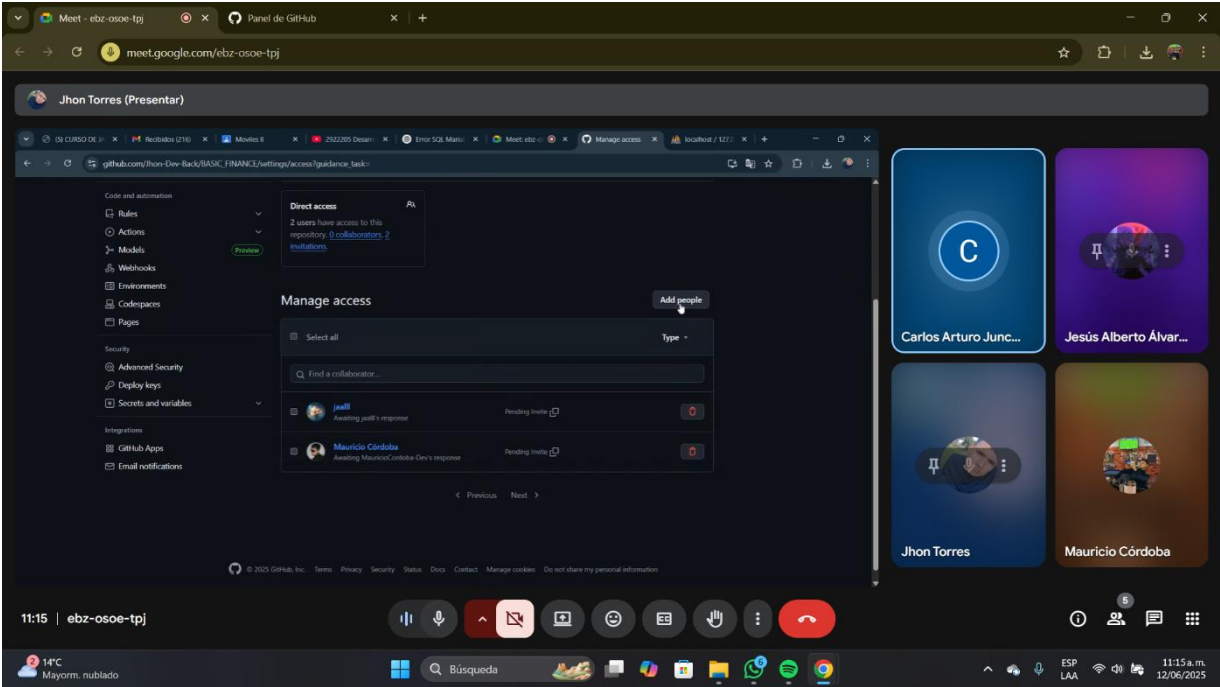 Meet - ebz-osoe-tpj
Panel de GitHub
meet.google.com/ebz-osoe-tpj
Jhon Torres (Presentar)
(5) CURSO DE
Recibidos (216)
Moviles II
2922205 Desarr
Error SQL Maria
Meet: ebz-o
Manage access
localhost / 127.
github.com/Jhon-Dev-Back/BASIC_FINANCE/settings/access?guidance_task=
Code and automation
Rules
Actions
Models
Preview
Webhooks
Environments
Codespaces
Pages
Security
Advanced Security
Deploy keys
Secrets and variables
Integrations
GitHub Apps
Email notifications
Direct access
2 users have access to this
repository. 0 collaborators. 2
invitations.
Manage access
Add people
Select all
Type
Find a collaborator...
jaalll
Awaiting jaalll's response
Pending Invite
Mauricio Córdoba
Awaiting MauricioCordoba-Dev's response
Pending Invite
Previous Next
© 2025 GitHub, Inc. Terms Privacy Security Status Docs Contact Manage cookies Do not share my personal information
C
Carlos Arturo Junc...
Jesús Alberto Álvar...
Jhon Torres
Mauricio Córdoba
11:15 | ebz-osoe-tpj
5
2
14°C
Mayorm. nublado
Búsqueda
ESP
LAA
11:15 a. m.
12/06/2025